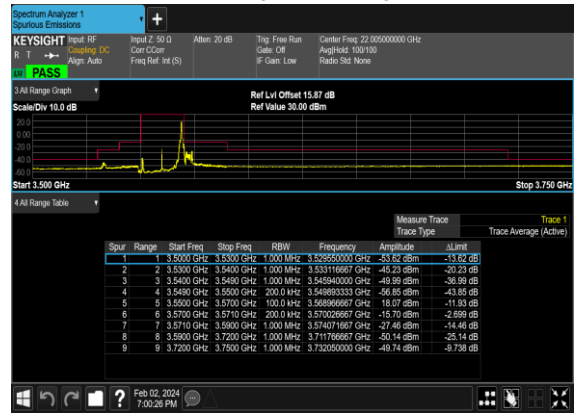 Spectrum Analyzer 1
Spurious Emissions
KEYSIGHT Input: RF Input Z: 50 Ω Atten: 20 dB Trig: Free Run Center Freq: 22.005000000 GHz
R T Coupling: DC Corr CCorr Gate: Off Avg|Hold: 100/100
Align: Auto Freq Ref: Int (S) IF Gain: Low Radio Std: None
PASS
3 All Range Graph
Ref Lvl Offset 15.87 dB
Scale/Div 10.0 dB Ref Value 30.00 dBm
20.0
0.00
-20.0
-40.0
-60.0
Start 3.500 GHz Stop 3.750 GHz
4 All Range Table
Measure Trace Trace 1
Trace Type Trace Average (Active)
Spur Range Start Freq Stop Freq RBW Frequency Amplitude ΔLimit
1 1 3.5000 GHz 3.5300 GHz 1.000 MHz 3.529550000 GHz -53.62 dBm -13.62 dB
2 2 3.5300 GHz 3.5400 GHz 1.000 MHz 3.533116667 GHz -45.23 dBm -20.23 dB
3 3 3.5400 GHz 3.5490 GHz 1.000 MHz 3.545940000 GHz -49.99 dBm -36.99 dB
4 4 3.5490 GHz 3.5500 GHz 200.0 kHz 3.549893333 GHz -56.85 dBm -43.85 dB
5 5 3.5500 GHz 3.5700 GHz 100.0 kHz 3.568966667 GHz 18.07 dBm -11.93 dB
6 6 3.5700 GHz 3.5710 GHz 200.0 kHz 3.570026667 GHz -15.70 dBm -2.699 dB
7 7 3.5710 GHz 3.5900 GHz 1.000 MHz 3.574071667 GHz -27.46 dBm -14.46 dB
8 8 3.5900 GHz 3.7200 GHz 1.000 MHz 3.711766667 GHz -50.14 dBm -25.14 dB
9 9 3.7200 GHz 3.7500 GHz 1.000 MHz 3.732050000 GHz -49.74 dBm -9.738 dB
Feb 02, 2024
7:00:26 PM